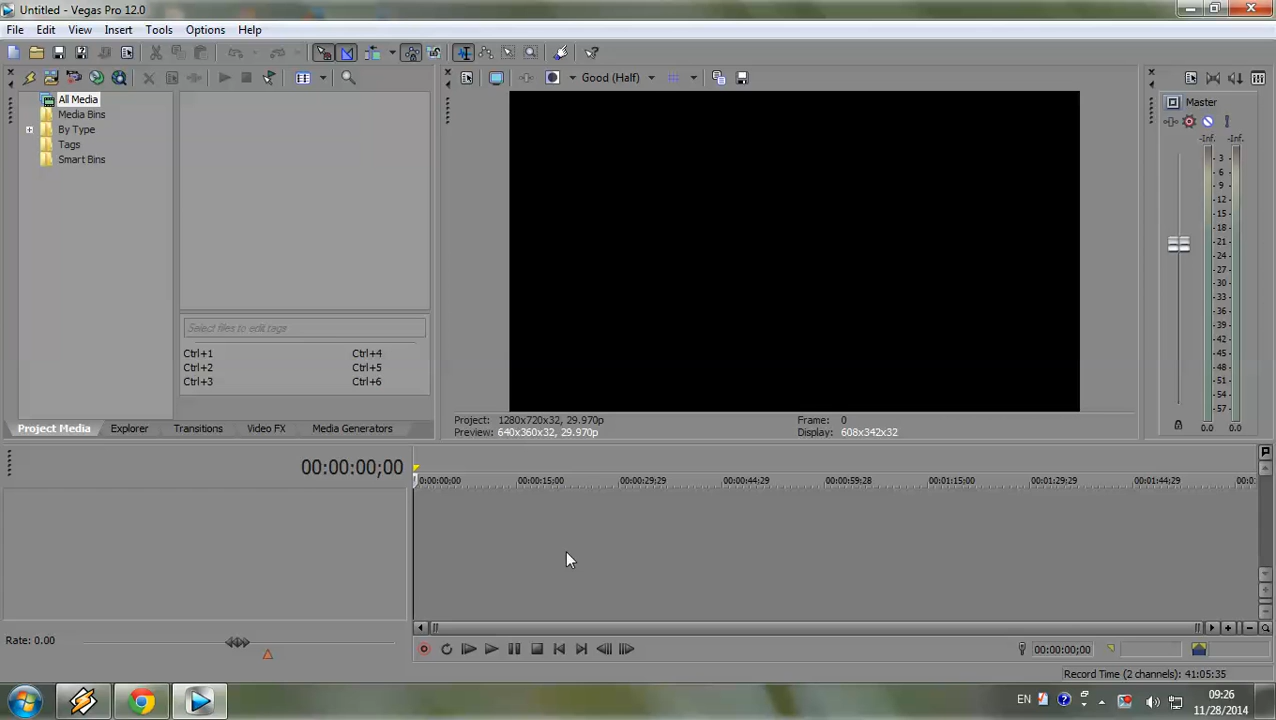 Untitled - Vegas Pro 12.0
File Edit View Insert Tools Options Help
Good (Half)
All Media
Media Bins
By Type
Tags
Smart Bins
Select files to edit tags
Ctrl+1 Ctrl+4
Ctrl+2 Ctrl+5
Ctrl+3 Ctrl+6
Project Media Explorer Transitions Video FX Media Generators
Project: 1280x720x32, 29.970p Frame: 0
Preview: 640x360x32, 29.970p Display: 608x342x32
Master
-Inf. -Inf.
3
6
9
12
15
18
21
24
27
30
33
36
39
42
45
48
51
54
57
0.0 0.0
00:00:00;00
0:00:00;00 00:00:15;00 00:00:29;29 00:00:44;29 00:00:59;28 00:01:15;00 00:01:29;29 00:01:44;29
Rate: 0.00
00:00:00;00
Record Time (2 channels): 41:05:35
EN
09:26
11/28/2014